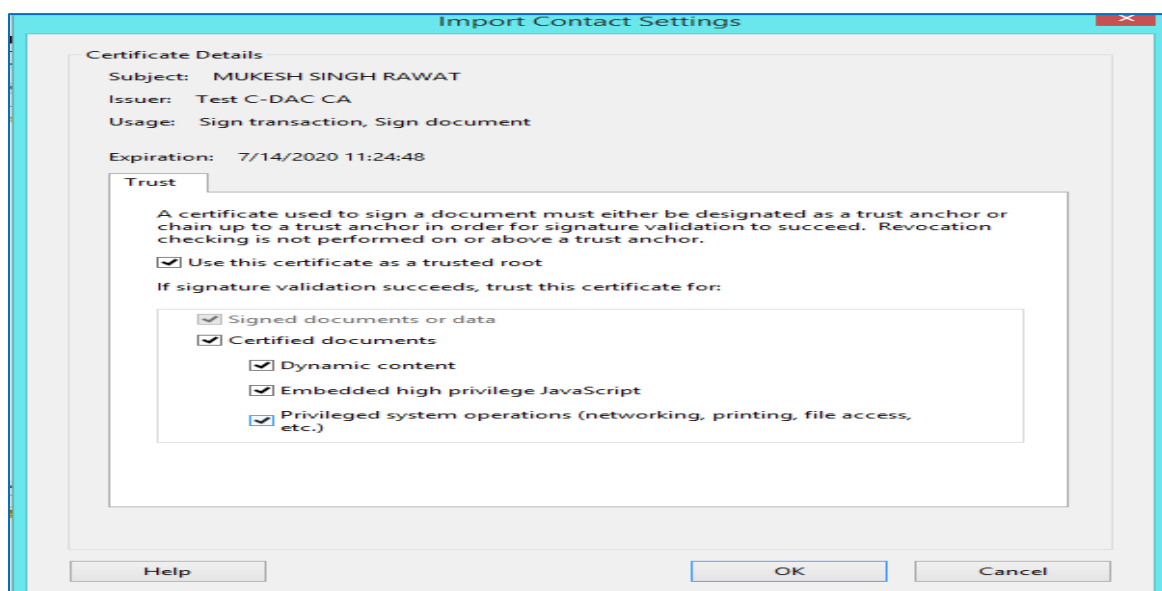 Import Contact Settings
Certificate Details
Subject: MUKESH SINGH RAWAT
Issuer: Test C-DAC CA
Usage: Sign transaction, Sign document
Expiration: 7/14/2020 11:24:48
Trust
A certificate used to sign a document must either be designated as a trust anchor or
chain up to a trust anchor in order for signature validation to succeed. Revocation
checking is not performed on or above a trust anchor.
Use this certificate as a trusted root
If signature validation succeeds, trust this certificate for:
Signed documents or data
Certified documents
Dynamic content
Embedded high privilege JavaScript
Privileged system operations (networking, printing, file access,
etc.)
Help
OK
Cancel